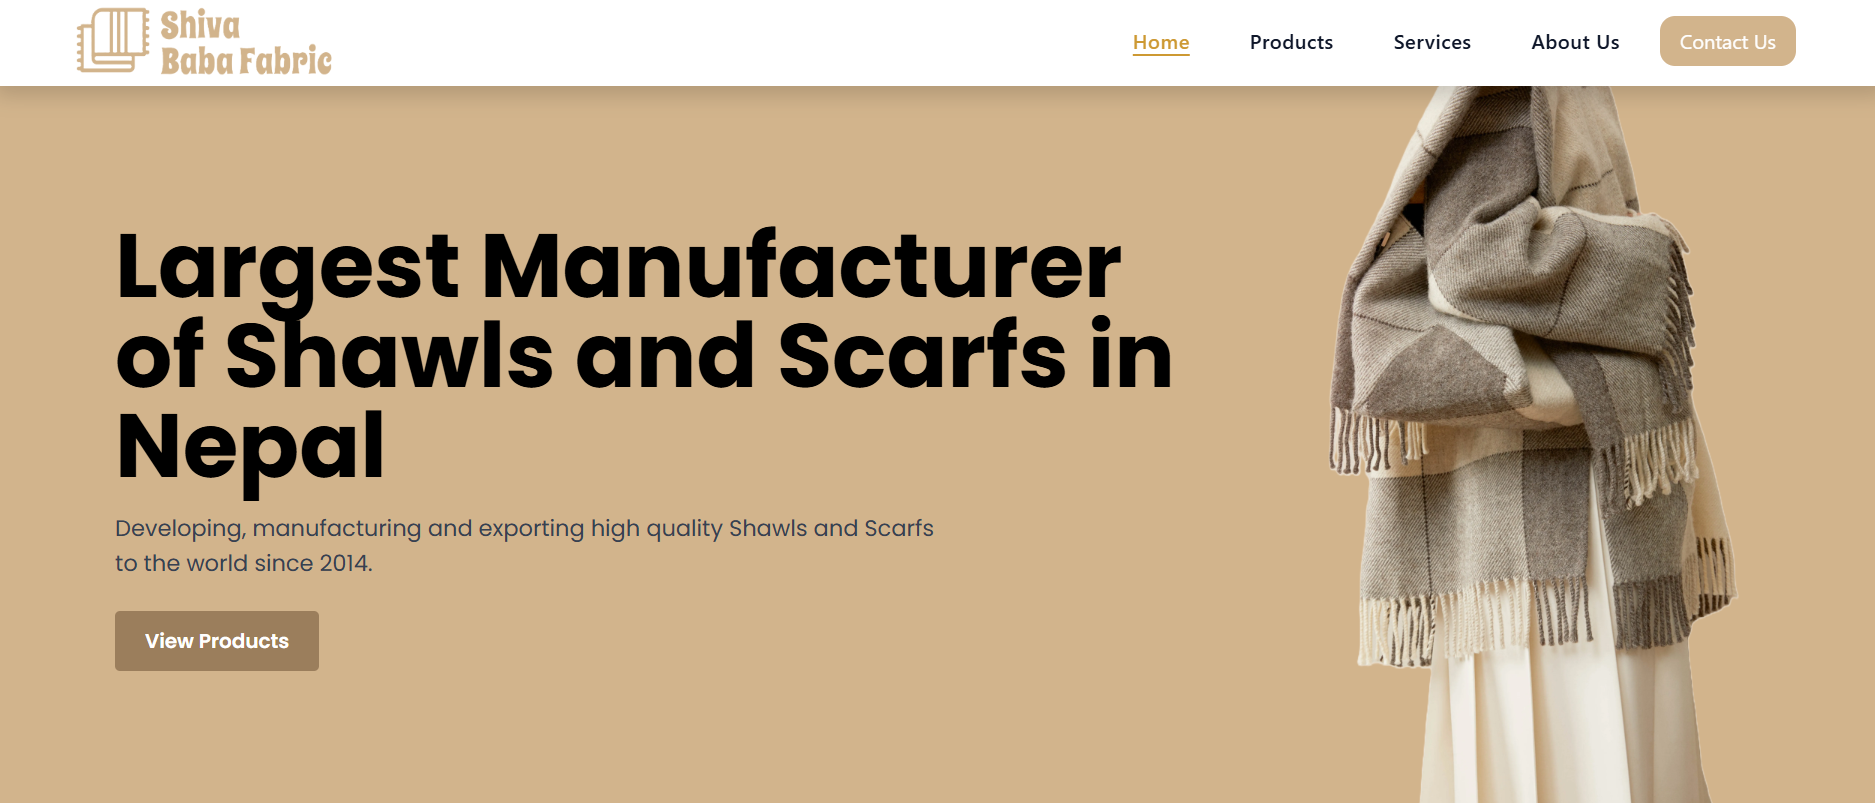 Shiva
Baba Fabric
Home
Products
Services
About Us
Contact Us
Largest Manufacturer
of Shawls and Scarfs in
Nepal
Developing, manufacturing and exporting high quality Shawls and Scarfs
to the world since 2014.
View Products